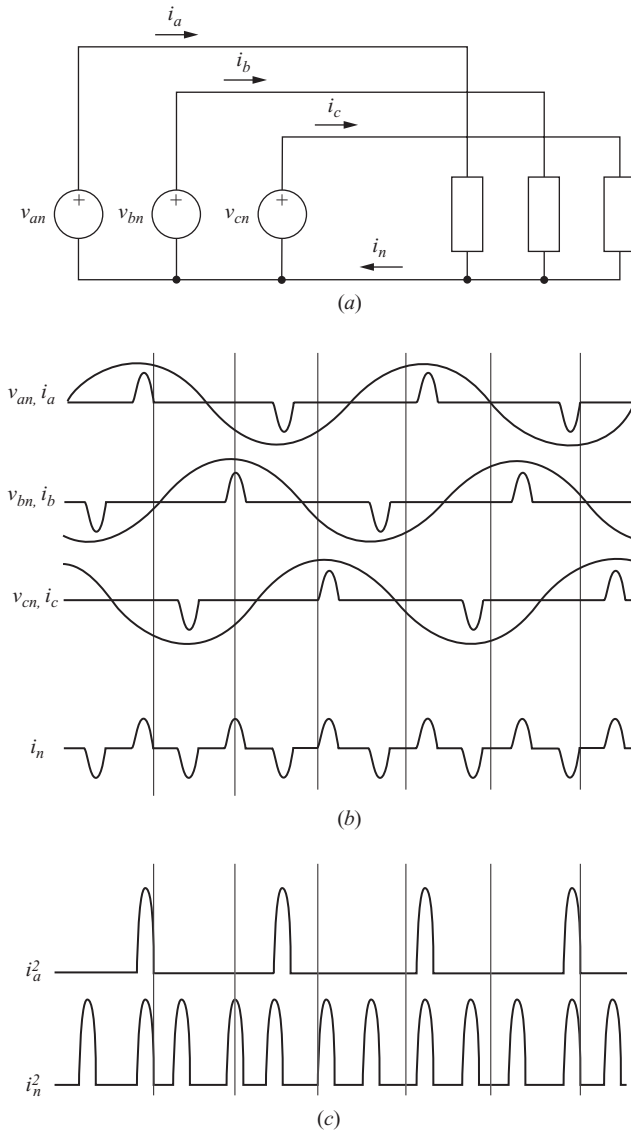 i_a
i_b
i_c
+ + +
v_an v_bn v_cn
i_n
(a)
v_an, i_a
v_bn, i_b
v_cn, i_c
i_n
(b)
i_a^2
i_n^2
(c)